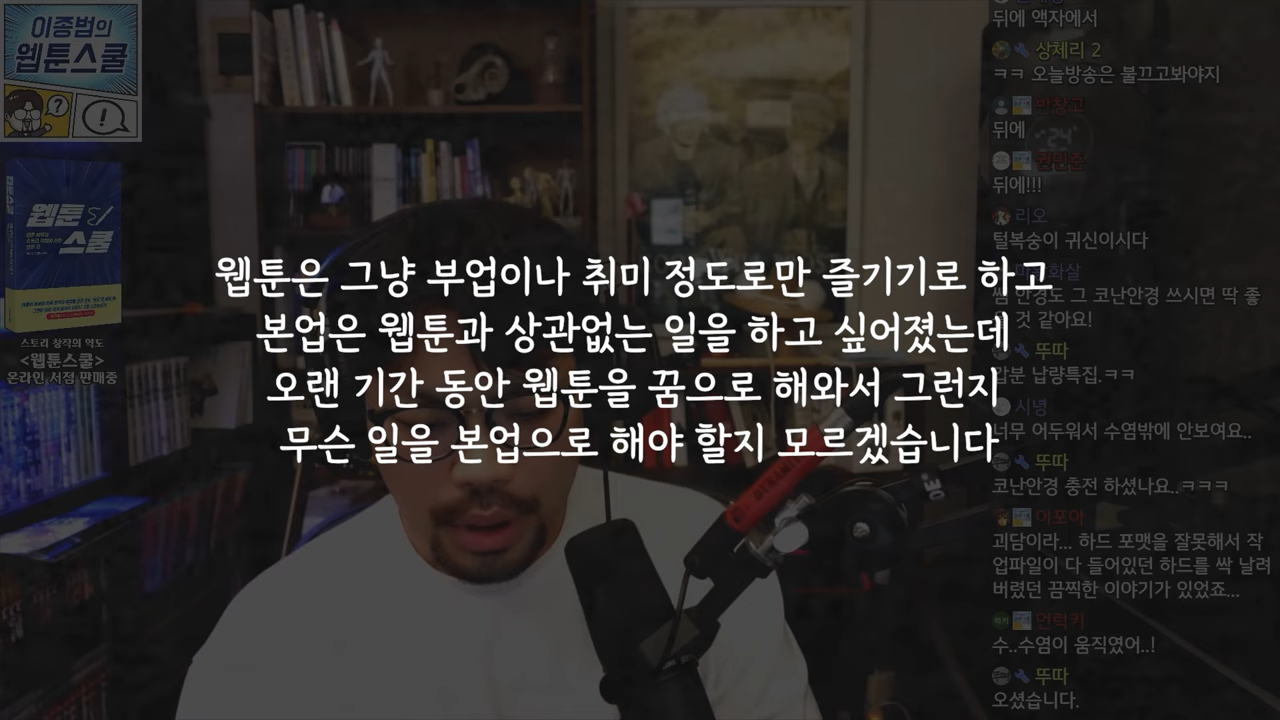 이종범의
웹툰스쿨
?
!
웹툰
스쿨
스토리 창작의 약도
<웹툰스쿨>
온라인 서점 판매중
웹툰은 그냥 부업이나 취미 정도로만 즐기기로 하고
본업은 웹툰과 상관없는 일을 하고 싶어졌는데
오랜 기간 동안 웹툰을 꿈으로 해와서 그런지
무슨 일을 본업으로 해야 할지 모르겠습니다
뒤에 액자에서
상체리 2
ㅋㅋ 오늘방송은 불끄고봐야지
뒤에
뒤에!!!
리오
털복숭이 귀신이시다
안경도 그 코난안경 쓰시면 딱 좋
것 같아요!
뚜따
납량특집.ㅋㅋ
시녕
너무 어두워서 수염밖에 안보여요..
뚜따
코난안경 충전 하셨나요..ㅋㅋㅋ
이포아
괴담이라... 하드 포맷을 잘못해서 작
업파일이 다 들어있던 하드를 싹 날려
버렸던 끔찍한 이야기가 있었죠...
언럭키
수..수염이 움직였어..!
뚜따
오셨습니다.